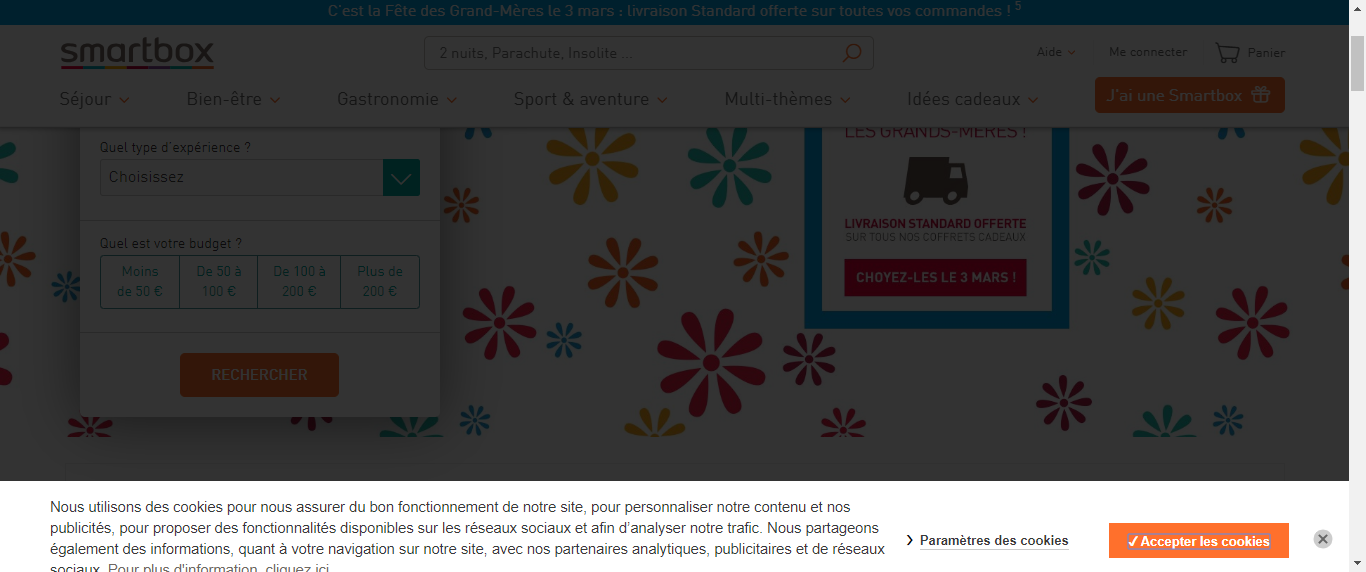 C'est la Fête des Grand-Mères le 3 mars : livraison Standard offerte sur toutes vos commandes ! 5
smartbox
2 nuits, Parachute, Insolite ...
Aide
Me connecter
Panier
Séjour
Bien-être
Gastronomie
Sport & aventure
Multi-thèmes
Idées cadeaux
J'ai une Smartbox
Quel type d'expérience ?
Choisissez
Quel est votre budget ?
Moins
de 50 €
De 50 à
100 €
De 100 à
200 €
Plus de
200 €
RECHERCHER
LES GRANDS-MÈRES !
LIVRAISON STANDARD OFFERTE
SUR TOUS NOS COFFRETS CADEAUX
CHOYEZ-LES LE 3 MARS !
Nous utilisons des cookies pour nous assurer du bon fonctionnement de notre site, pour personnaliser notre contenu et nos
publicités, pour proposer des fonctionnalités disponibles sur les réseaux sociaux et afin d'analyser notre trafic. Nous partageons
également des informations, quant à votre navigation sur notre site, avec nos partenaires analytiques, publicitaires et de réseaux
sociaux. Pour plus d'information, cliquez ici
Paramètres des cookies
✓ Accepter les cookies